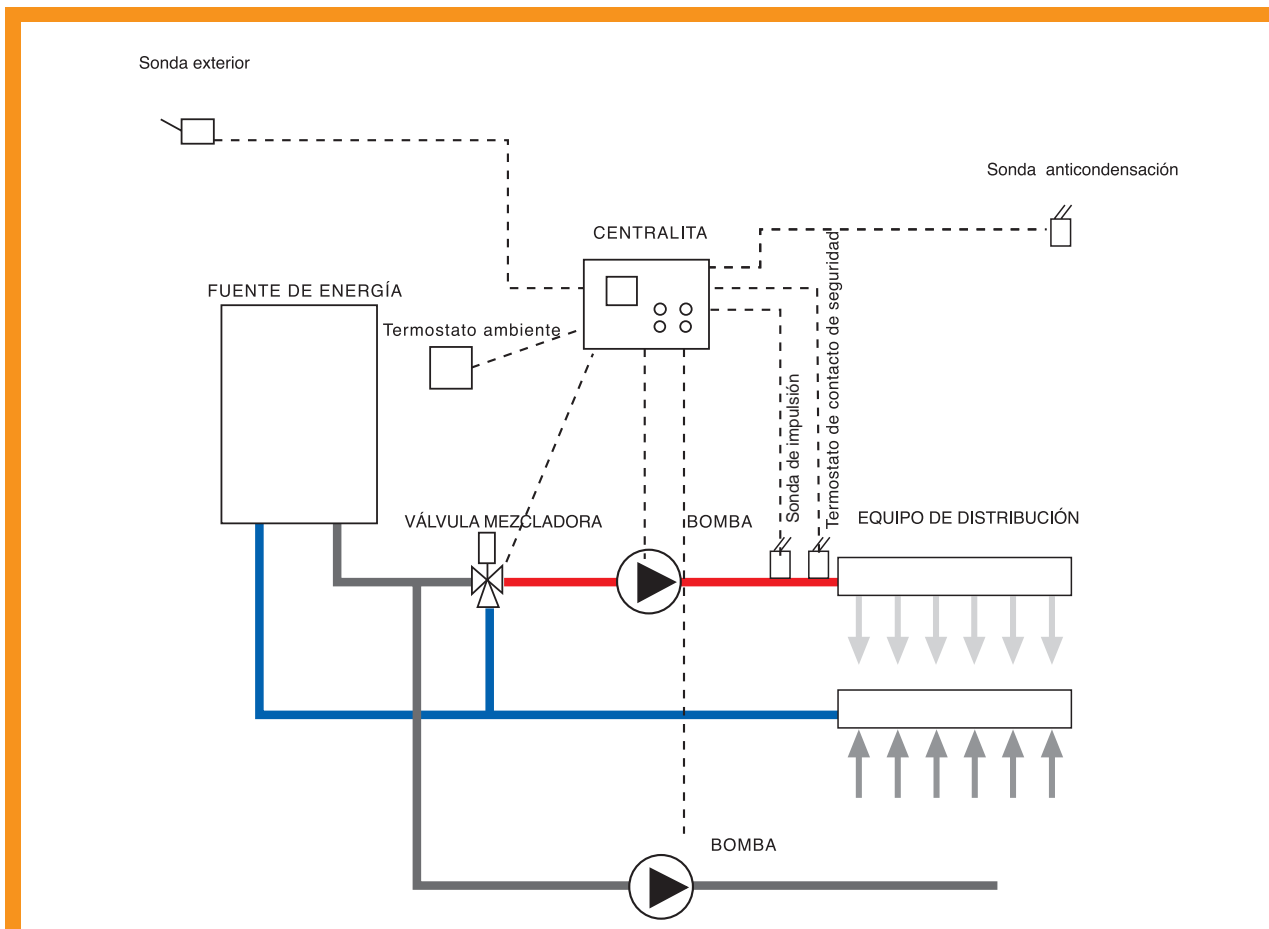 Sonda exterior
Sonda anticondensación
CENTRALITA
FUENTE DE ENERGÍA
Termostato ambiente
Sonda de impulsión
Termostato de contacto de seguridad
VÁLVULA MEZCLADORA
BOMBA
EQUIPO DE DISTRIBUCIÓN
BOMBA